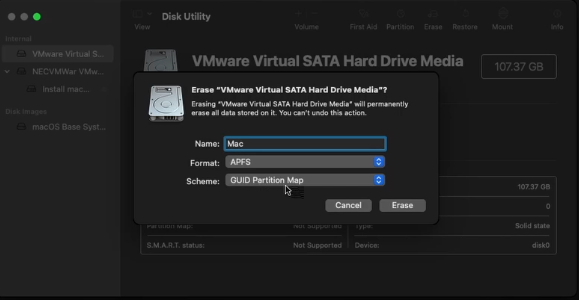 Disk Utility
View
Volume
First Aid
Partition
Erase
Restore
Mount
Info
Internal
VMware Virtual S...
NECVMWar VMw...
Install mac...
Disk Images
macOS Base Syst...
VMware Virtual SATA Hard Drive Media
107.37 GB
Erase “VMware Virtual SATA Hard Drive Media”?
Erasing “VMware Virtual SATA Hard Drive Media” will permanently
erase all data stored on it. You can't undo this action.
Name: Mac
Format: APFS
Scheme: GUID Partition Map
Cancel Erase
107.37 GB
0
Partition Map: Not Supported Type: Solid state
S.M.A.R.T. status: Not Supported Device: disk0